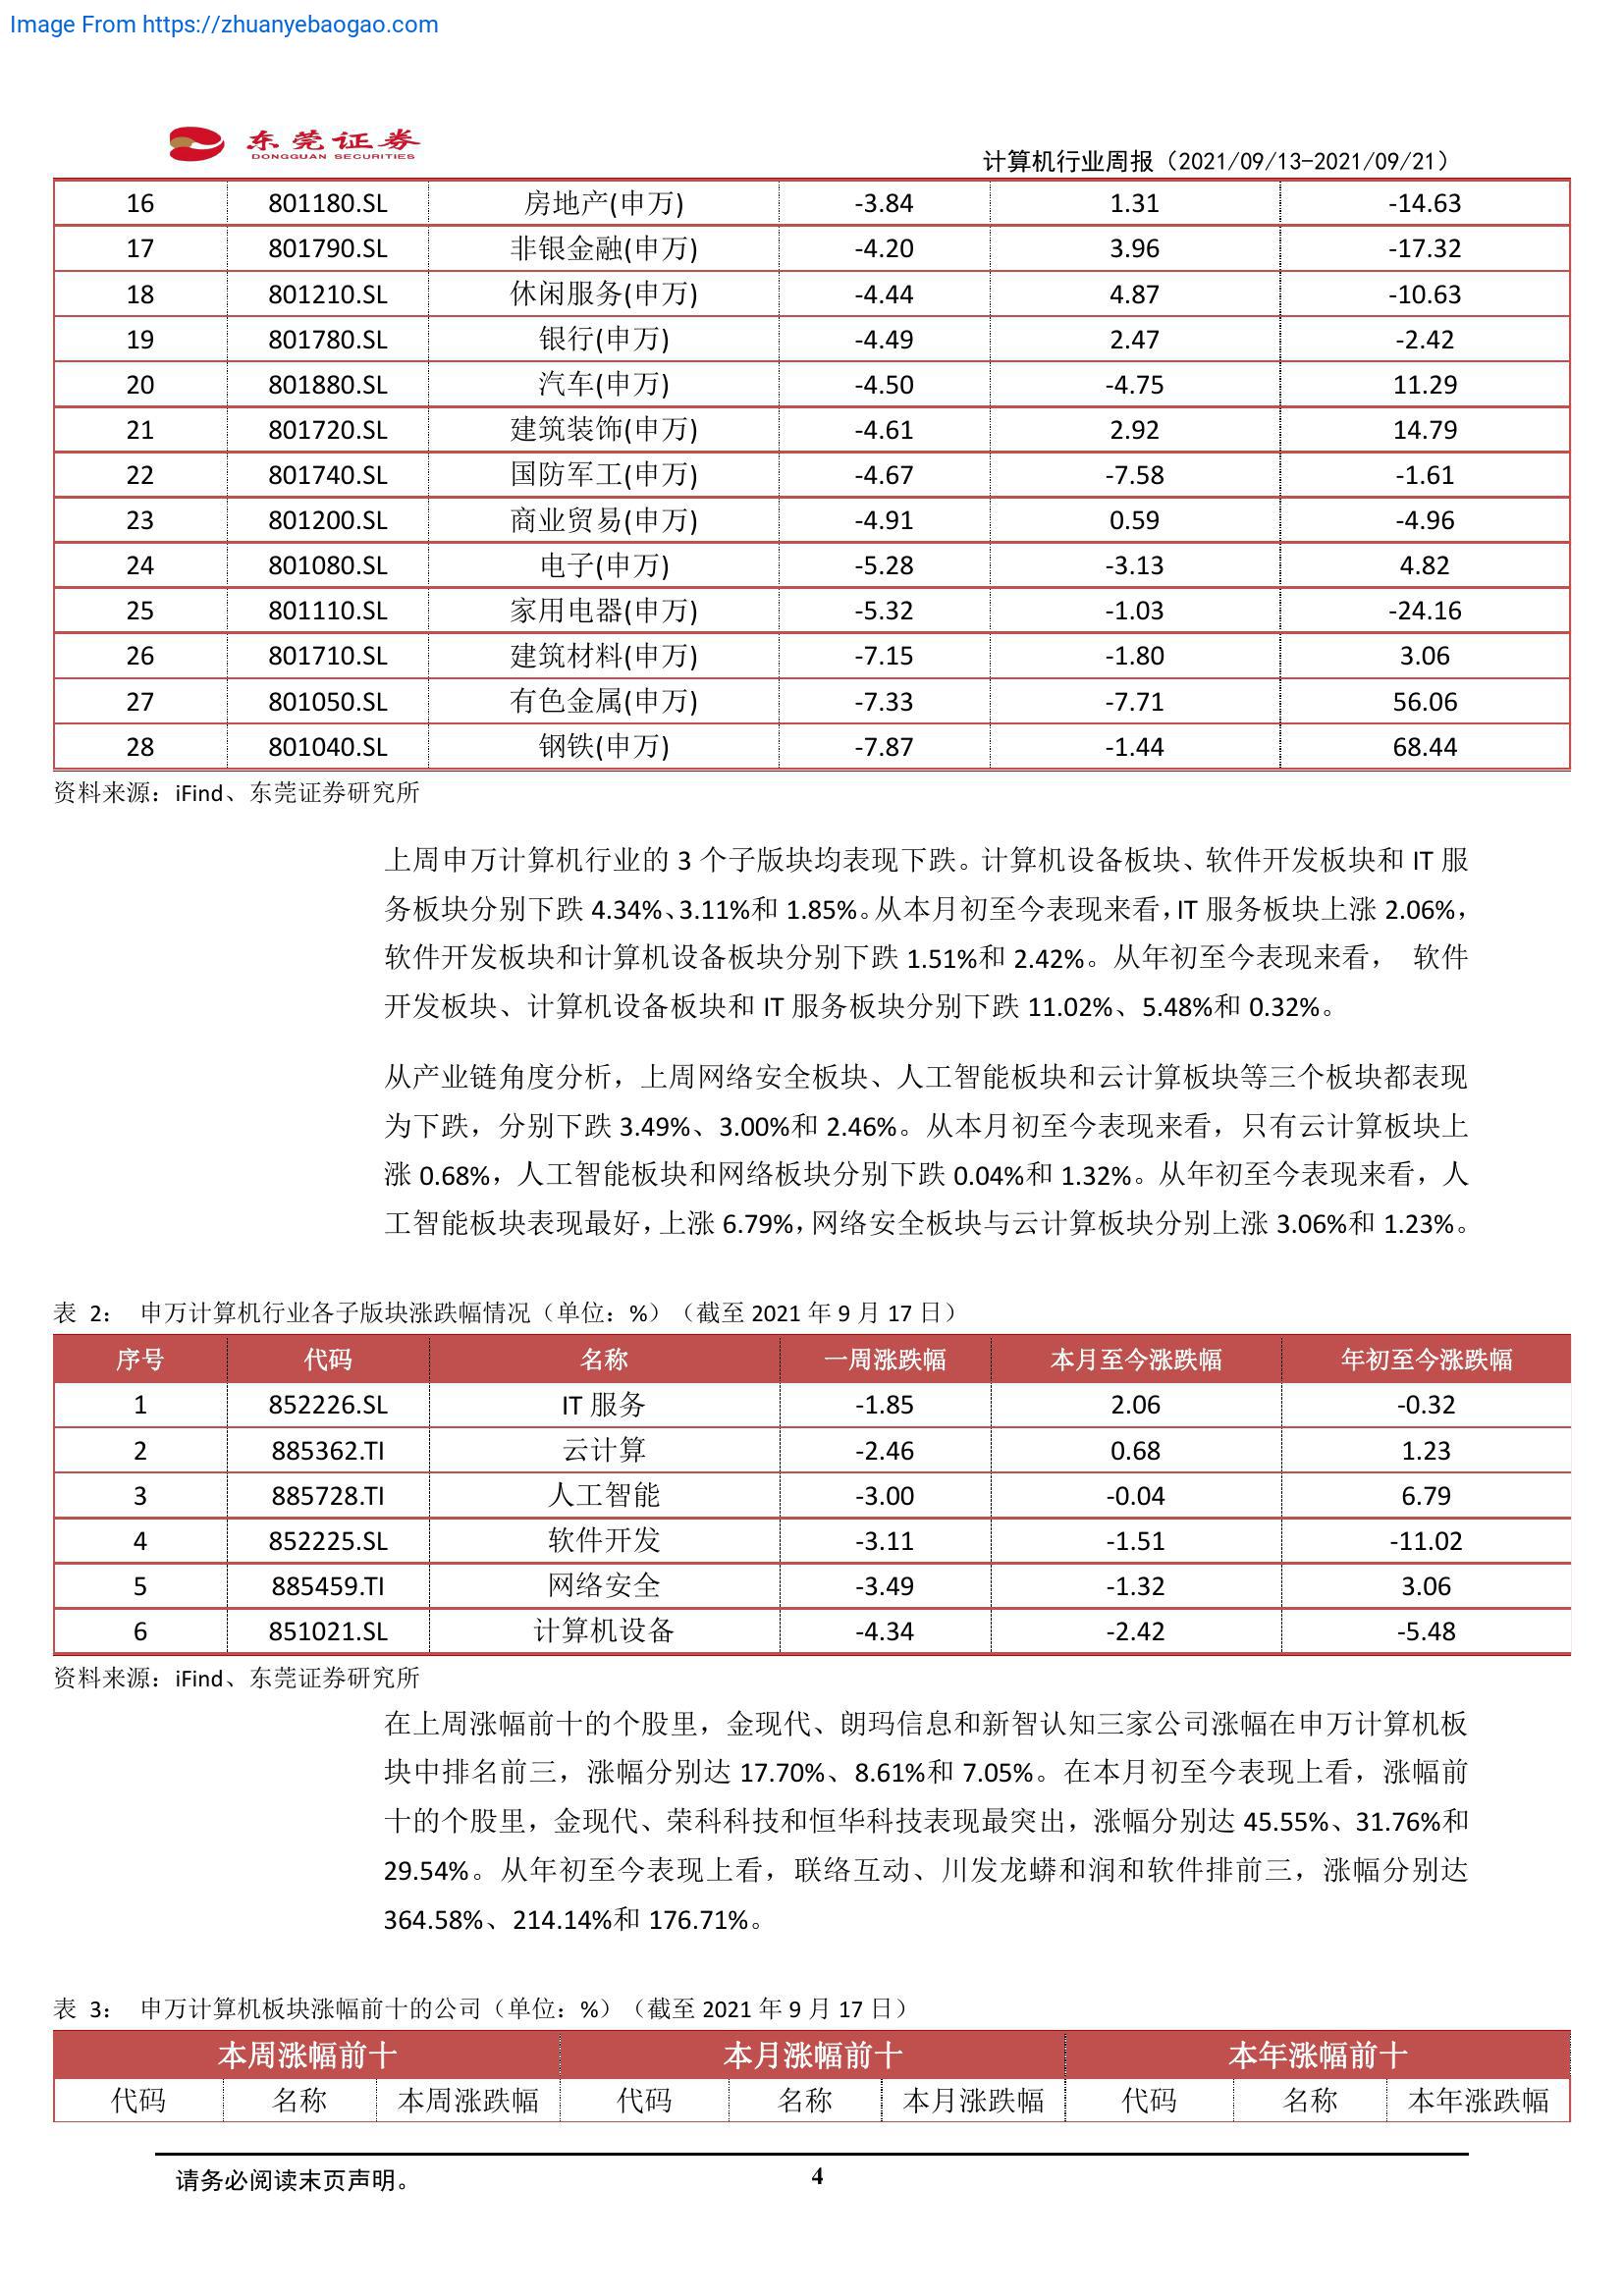 Image From https://zhuanyebaogao.com
东莞证券
DONGGUAN SECURITIES
计算机行业周报（2021/09/13-2021/09/21）
16 801180.SL 房地产(申万) -3.84 1.31 -14.63
17 801790.SL 非银金融(申万) -4.20 3.96 -17.32
18 801210.SL 休闲服务(申万) -4.44 4.87 -10.63
19 801780.SL 银行(申万) -4.49 2.47 -2.42
20 801880.SL 汽车(申万) -4.50 -4.75 11.29
21 801720.SL 建筑装饰(申万) -4.61 2.92 14.79
22 801740.SL 国防军工(申万) -4.67 -7.58 -1.61
23 801200.SL 商业贸易(申万) -4.91 0.59 -4.96
24 801080.SL 电子(申万) -5.28 -3.13 4.82
25 801110.SL 家用电器(申万) -5.32 -1.03 -24.16
26 801710.SL 建筑材料(申万) -7.15 -1.80 3.06
27 801050.SL 有色金属(申万) -7.33 -7.71 56.06
28 801040.SL 钢铁(申万) -7.87 -1.44 68.44
资料来源：iFind、东莞证券研究所
上周申万计算机行业的 3 个子版块均表现下跌。计算机设备板块、软件开发板块和 IT 服
务板块分别下跌 4.34%、3.11%和 1.85%。从本月初至今表现来看，IT 服务板块上涨 2.06%，
软件开发板块和计算机设备板块分别下跌 1.51%和 2.42%。从年初至今表现来看， 软件
开发板块、计算机设备板块和 IT 服务板块分别下跌 11.02%、5.48%和 0.32%。
从产业链角度分析，上周网络安全板块、人工智能板块和云计算板块等三个板块都表现
为下跌，分别下跌 3.49%、3.00%和 2.46%。从本月初至今表现来看，只有云计算板块上
涨 0.68%，人工智能板块和网络板块分别下跌 0.04%和 1.32%。从年初至今表现来看，人
工智能板块表现最好，上涨 6.79%，网络安全板块与云计算板块分别上涨 3.06%和 1.23%。
表 2： 申万计算机行业各子版块涨跌幅情况（单位：%）（截至 2021 年 9 月 17 日）
序号 代码 名称 一周涨跌幅 本月至今涨跌幅 年初至今涨跌幅
1 852226.SL IT 服务 -1.85 2.06 -0.32
2 885362.TI 云计算 -2.46 0.68 1.23
3 885728.TI 人工智能 -3.00 -0.04 6.79
4 852225.SL 软件开发 -3.11 -1.51 -11.02
5 885459.TI 网络安全 -3.49 -1.32 3.06
6 851021.SL 计算机设备 -4.34 -2.42 -5.48
资料来源：iFind、东莞证券研究所
在上周涨幅前十的个股里，金现代、朗玛信息和新智认知三家公司涨幅在申万计算机板
块中排名前三，涨幅分别达 17.70%、8.61%和 7.05%。在本月初至今表现上看，涨幅前
十的个股里，金现代、荣科科技和恒华科技表现最突出，涨幅分别达 45.55%、31.76%和
29.54%。从年初至今表现上看，联络互动、川发龙蟒和润和软件排前三，涨幅分别达
364.58%、214.14%和 176.71%。
表 3： 申万计算机板块涨幅前十的公司（单位：%）（截至 2021 年 9 月 17 日）
本周涨幅前十 本月涨幅前十 本年涨幅前十
代码 名称 本周涨跌幅 代码 名称 本月涨跌幅 代码 名称 本年涨跌幅
请务必阅读末页声明。
4